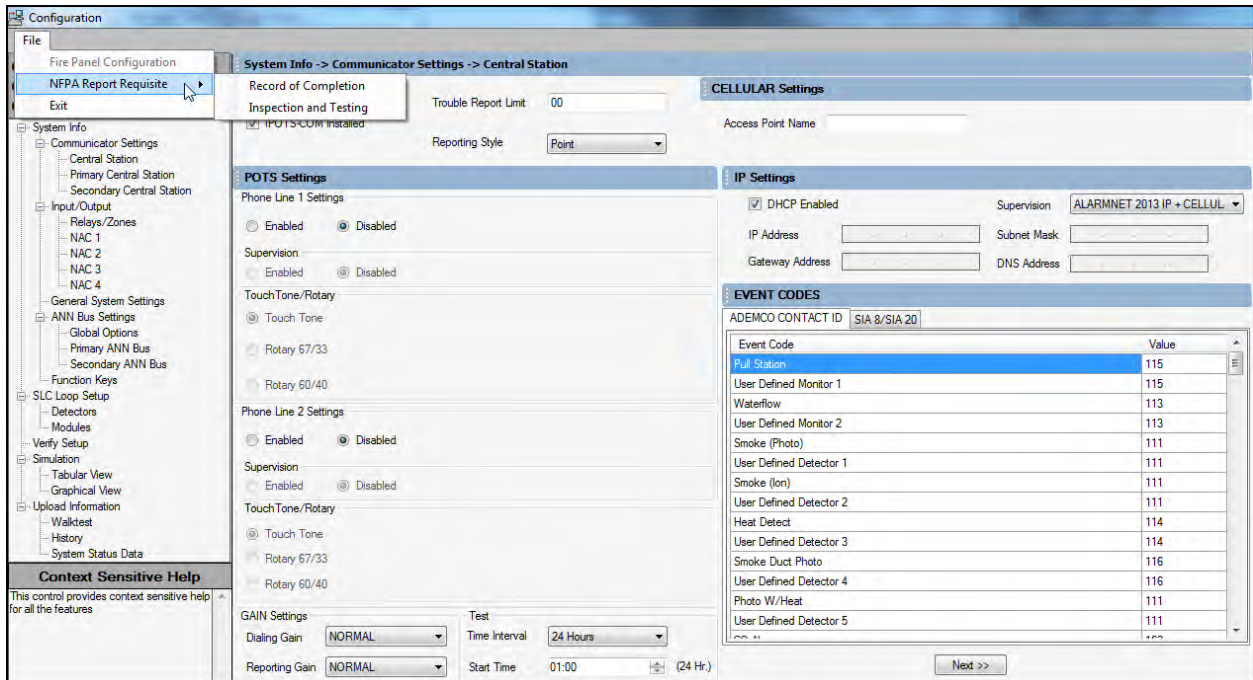 Configuration
File
Fire Panel Configuration
NFPA Report Requisite
Exit
Record of Completion
Inspection and Testing
System Info
Communicator Settings
Central Station
Primary Central Station
Secondary Central Station
Input/Output
Relays/Zones
NAC 1
NAC 2
NAC 3
NAC 4
General System Settings
ANN Bus Settings
Global Options
Primary ANN Bus
Secondary ANN Bus
Function Keys
SLC Loop Setup
Detectors
Modules
Verify Setup
Simulation
Tabular View
Graphical View
Upload Information
Walktest
History
System Status Data
Context Sensitive Help
This control provides context sensitive help
for all the features
System Info -> Communicator Settings -> Central Station
IPOTS-COM Installed
Trouble Report Limit 00
Reporting Style Point
CELLULAR Settings
Access Point Name
POTS Settings
Phone Line 1 Settings
Enabled Disabled
Supervision
Enabled Disabled
TouchTone/Rotary
Touch Tone
Rotary 67/33
Rotary 60/40
Phone Line 2 Settings
Enabled Disabled
Supervision
Enabled Disabled
TouchTone/Rotary
Touch Tone
Rotary 67/33
Rotary 60/40
GAIN Settings
Dialing Gain NORMAL
Reporting Gain NORMAL
Test
Time Interval 24 Hours
Start Time 01:00 (24 Hr.)
IP Settings
DHCP Enabled Supervision ALARMNET 2013 IP + CELLUL
IP Address Subnet Mask
Gateway Address DNS Address
EVENT CODES
ADEMCO CONTACT ID SIA 8/SIA 20
Event Code Value
Pull Station 115
User Defined Monitor 1 115
Waterflow 113
User Defined Monitor 2 113
Smoke (Photo) 111
User Defined Detector 1 111
Smoke (Ion) 111
User Defined Detector 2 111
Heat Detect 114
User Defined Detector 3 114
Smoke Duct Photo 116
User Defined Detector 4 116
Photo W/Heat 111
User Defined Detector 5 111
Next >>